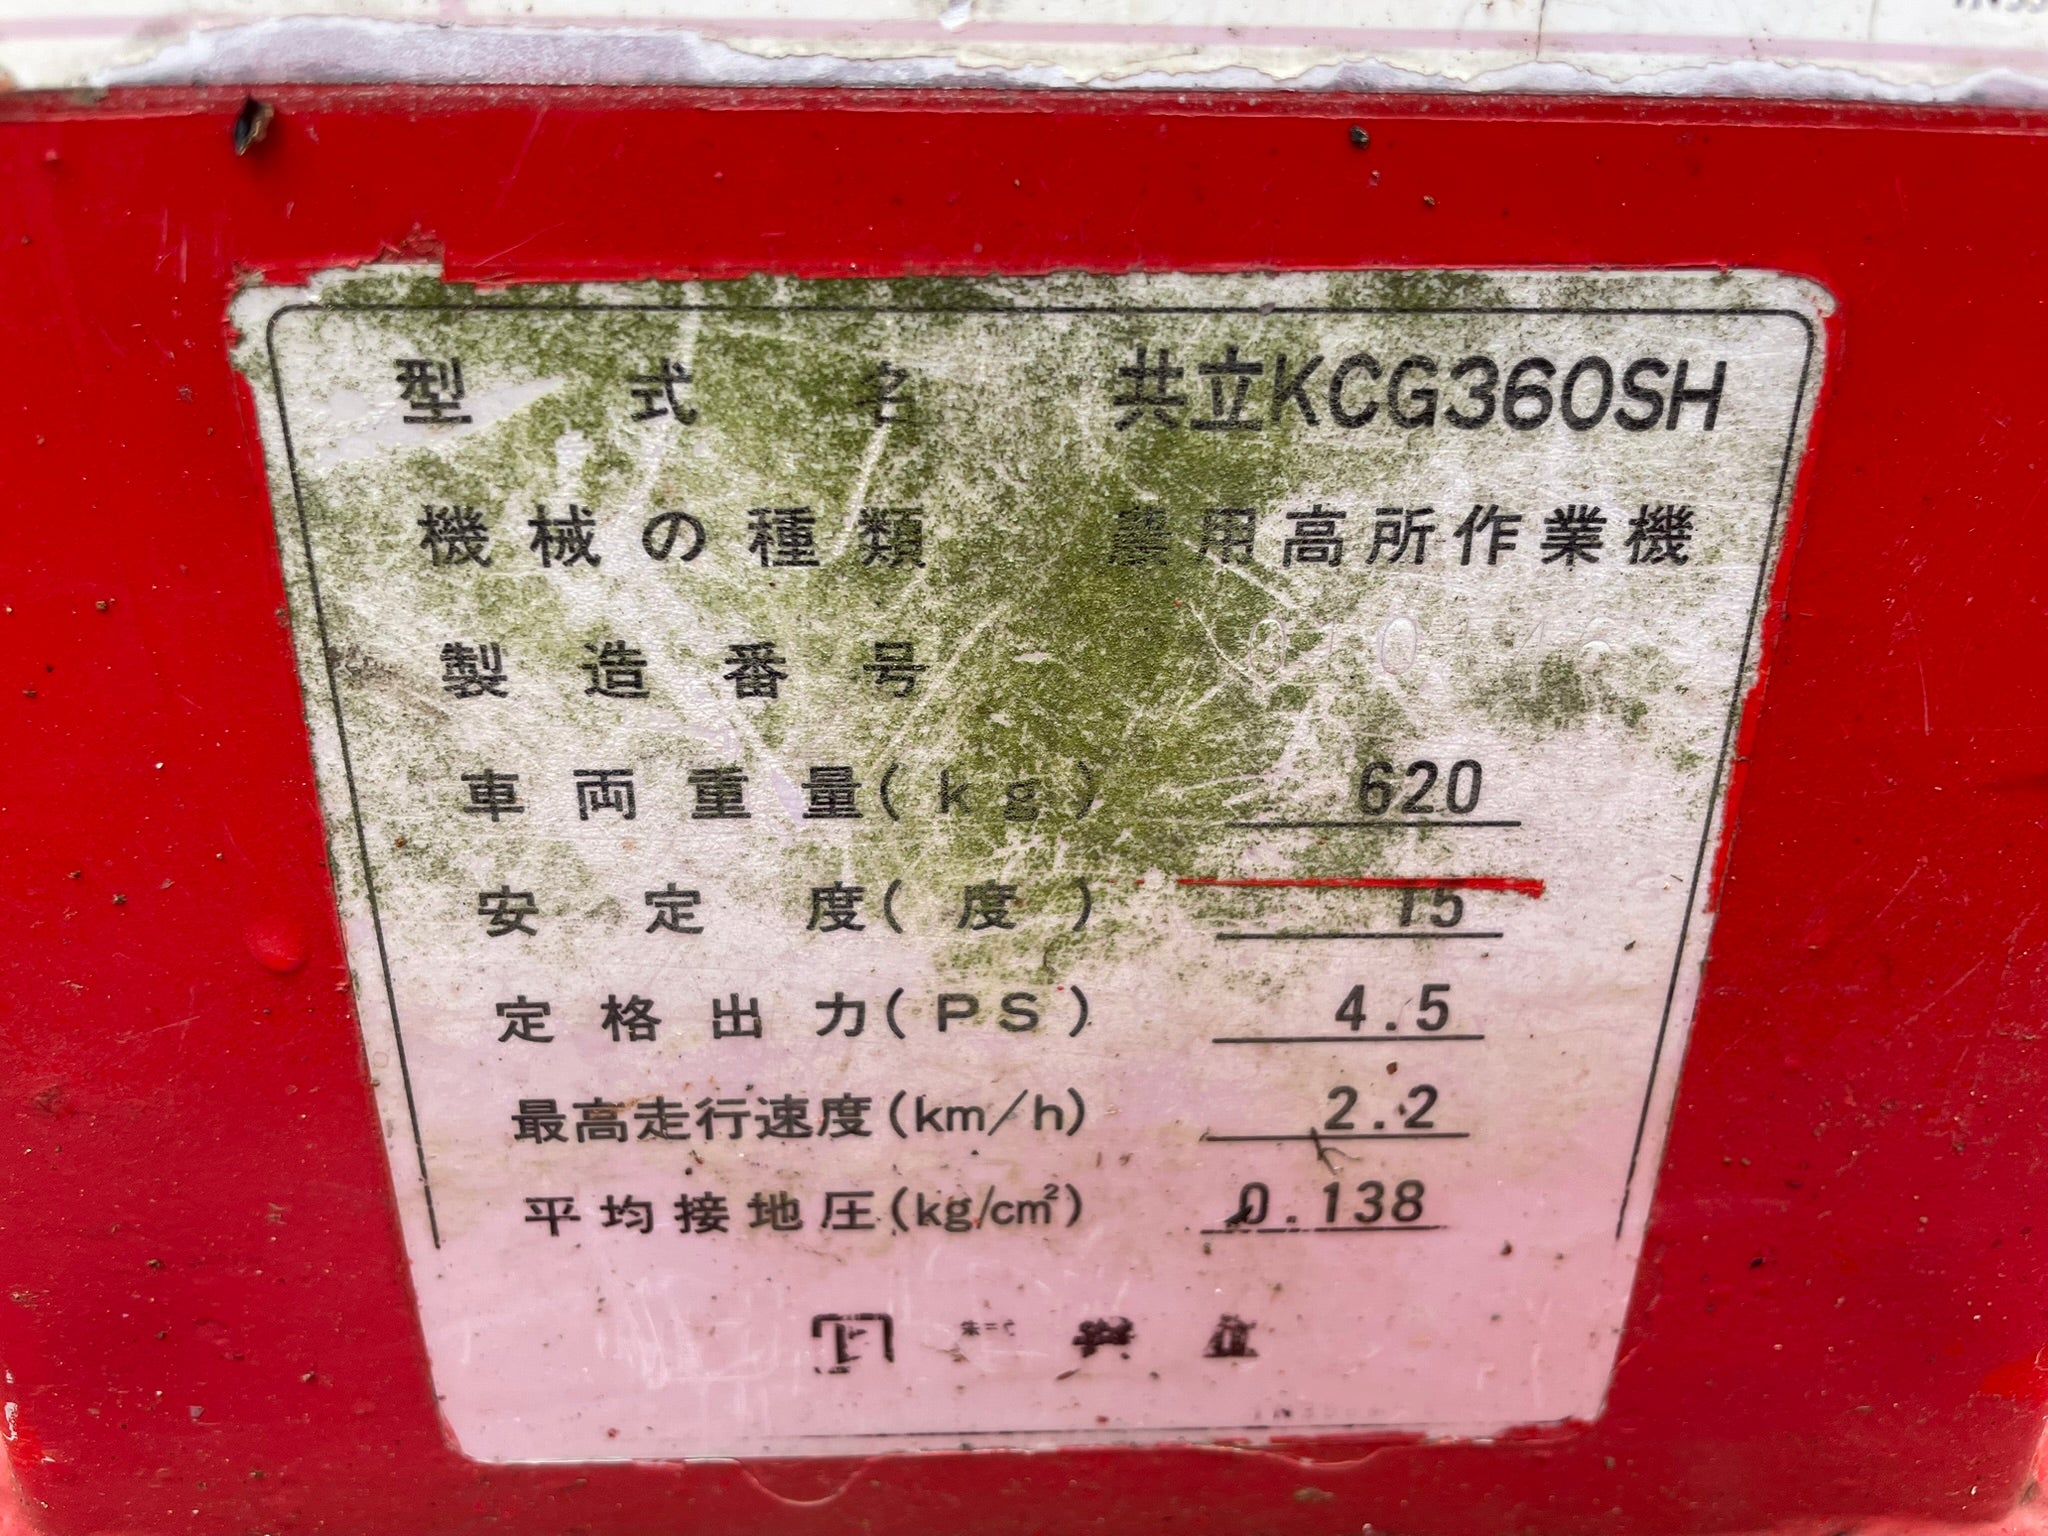 型式名 共立KCG360SH
機械の種類 農用高所作業機
製造番号
車両重量(kg) 620
安定度(度) 15
定格出力(PS) 4.5
最高走行速度(km/h) 2.2
平均接地圧(kg/cm²) 0.138